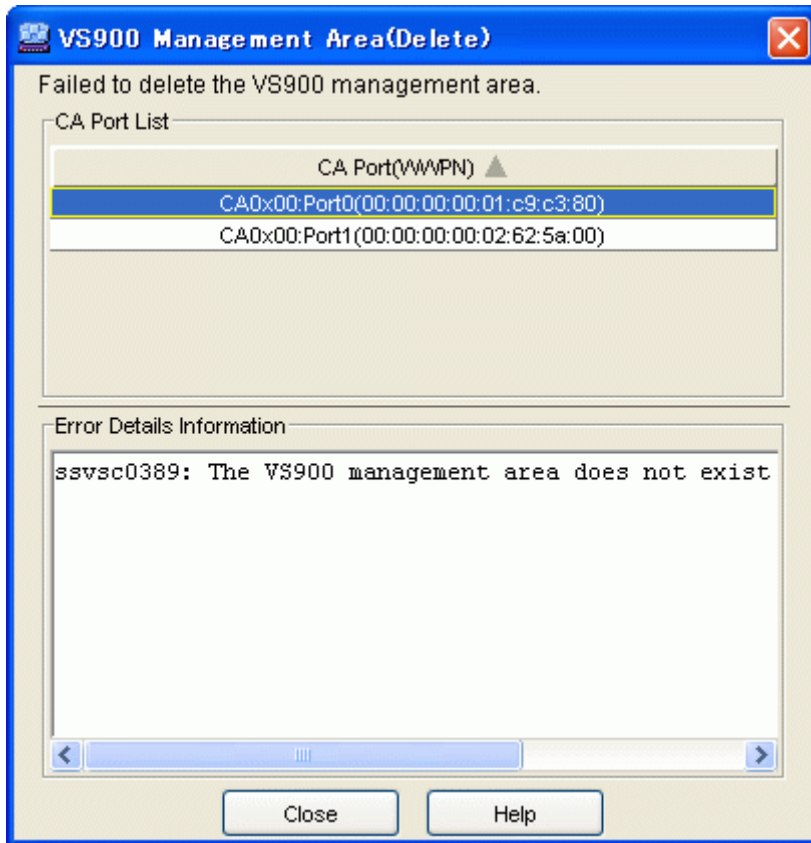 VS900 Management Area(Delete)
Failed to delete the VS900 management area.
CA Port List
CA Port(WWPN)
CA0x00:Port0(00:00:00:00:01:c9:c3:80)
CA0x00:Port1(00:00:00:00:02:62:5a:00)
Error Details Information
ssvsc0389: The VS900 management area does not exist
Close
Help